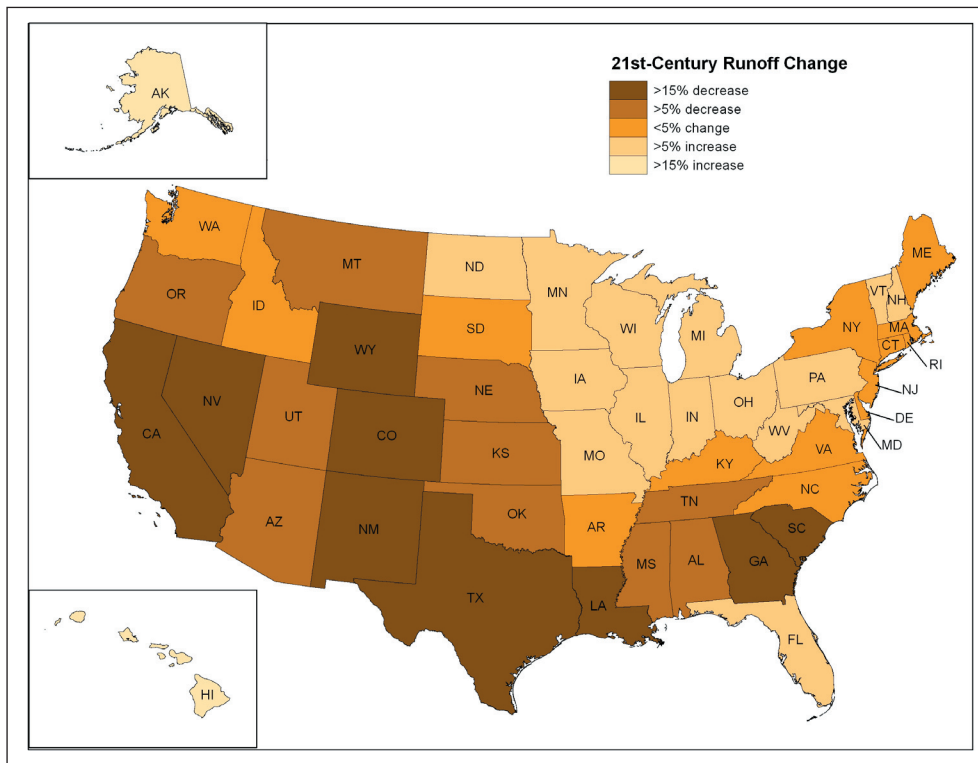 21st-Century Runoff Change
>15% decrease
>5% decrease
<5% change
>5% increase
>15% increase
AK
WA
ME
MT
ND
VT
NH
MN
OR
ID
SD
WI
NY
MA
MI
CT
RI
WY
IA
PA
NE
NJ
NV
OH
IL
IN
DE
UT
CO
WV
MD
CA
VA
KS
MO
KY
NC
TN
OK
AZ
AR
NM
SC
MS
AL
GA
TX
LA
FL
HI